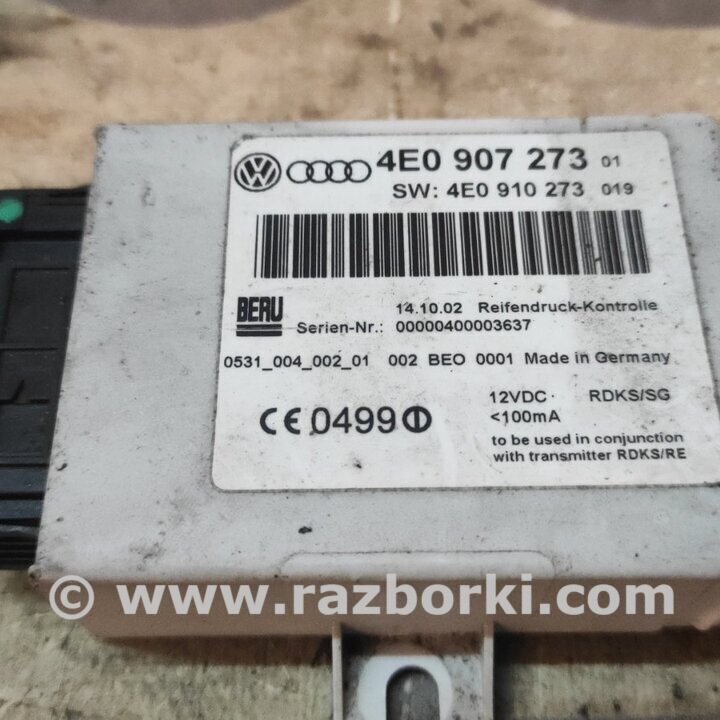 4E0 907 273 01
SW: 4E0 910 273 019
BERU
14.10.02 Reifendruck-Kontrolle
Serien-Nr.: 00000400003637
0531_004_002_01 002 BEO 0001 Made in Germany
12VDC · RDKS/SG
CE 0499
<100mA
to be used in conjunction
with transmitter RDKS/RE
© www.razborki.com